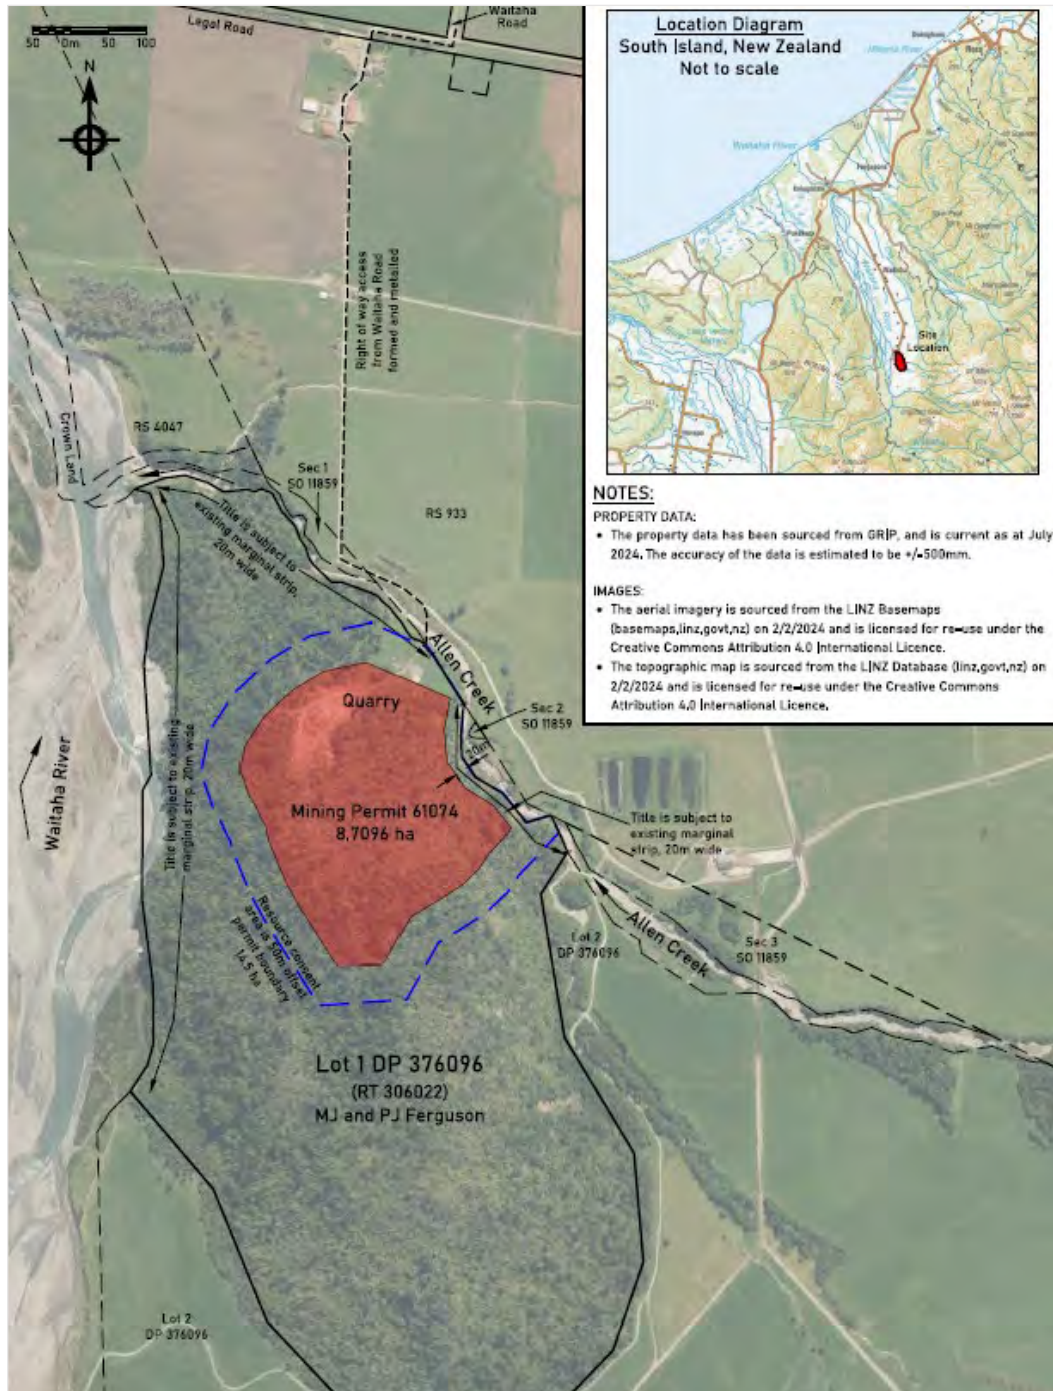 Waitaha
Road
Legal Road
50 0m 50 100
N
Right of way access
from Waitaha Road
formed and metalled
Crown Land
RS 4047
Sec 1
SO 11859
RS 933
Title is subject to
existing marginal strip,
20m wide
Allen Creek
Quarry
Sec 2
SO 11859
20m
Mining Permit 61074
8.7096 ha
Title is subject to
existing marginal
strip, 20m wide
Waitaha River
Title is subject to existing
marginal strip, 20m wide
Resource consent
area is 50m offset
permit boundary
14.5 ha
Lot 2
DP 376096
Allen Creek
Sec 3
SO 11859
Lot 1 DP 376096
(RT 306022)
MJ and PJ Ferguson
Lot 2
DP 376096
Location Diagram
South Island, New Zealand
Not to scale
Waitaha River
Ross
Site
Location
NOTES:
PROPERTY DATA:
• The property data has been sourced from GRIP, and is current as at July
2024. The accuracy of the data is estimated to be +/-500mm.
IMAGES:
• The aerial imagery is sourced from the LINZ Basemaps
(basemaps.linz.govt.nz) on 2/2/2024 and is licensed for re-use under the
Creative Commons Attribution 4.0 International Licence.
• The topographic map is sourced from the LINZ Database (linz.govt.nz) on
2/2/2024 and is licensed for re-use under the Creative Commons
Attribution 4.0 International Licence.